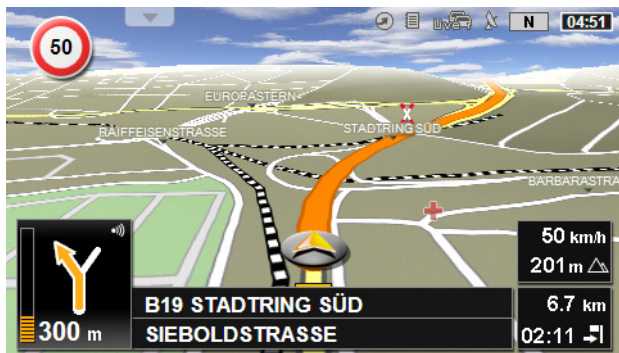 50
LIVE
N
04:51
EUROPASTERN
RAIFFEISENSTRASSE
STADTRING SÜD
BARBARASTRA
50 km/h
201 m
300 m
B19 STADTRING SÜD
SIEBOLDSTRASSE
6.7 km
02:11